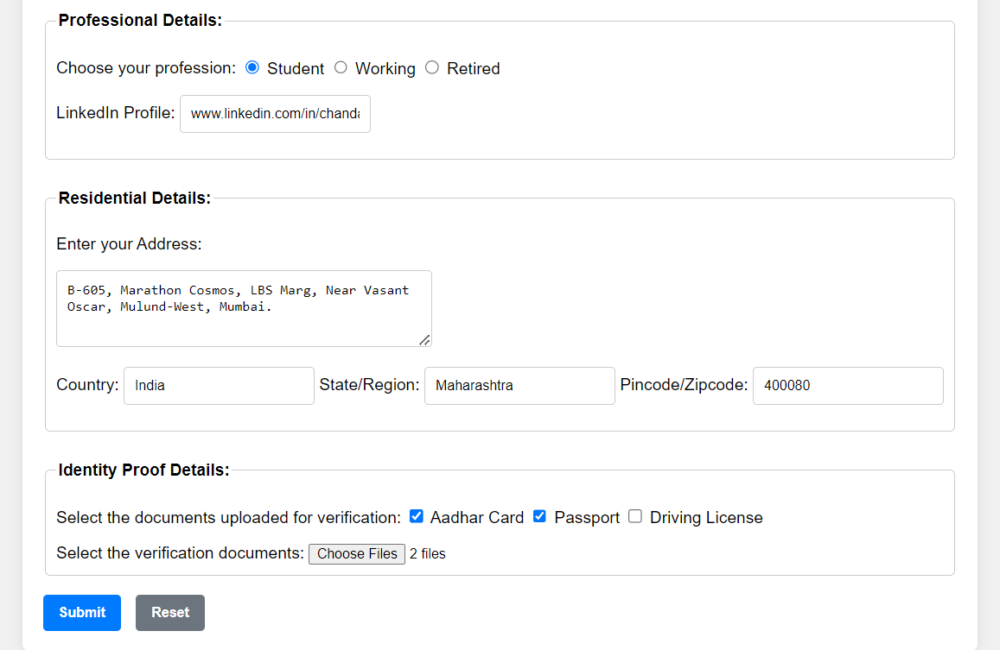 Professional Details:
Choose your profession: Student Working Retired
LinkedIn Profile: www.linkedin.com/in/chanda
Residential Details:
Enter your Address:
B-605, Marathon Cosmos, LBS Marg, Near Vasant
Oscar, Mulund-West, Mumbai.
Country: India State/Region: Maharashtra Pincode/Zipcode: 400080
Identity Proof Details:
Select the documents uploaded for verification: Aadhar Card Passport Driving License
Select the verification documents: Choose Files 2 files
Submit Reset